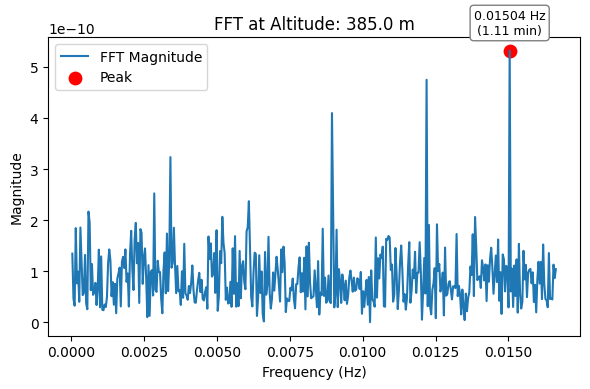 FFT at Altitude: 385.0 m
1e−10
0.01504 Hz
(1.11 min)
FFT Magnitude
Peak
5
4
3
2
1
0
Magnitude
0.0000
0.0025
0.0050
0.0075
0.0100
0.0125
0.0150
Frequency (Hz)